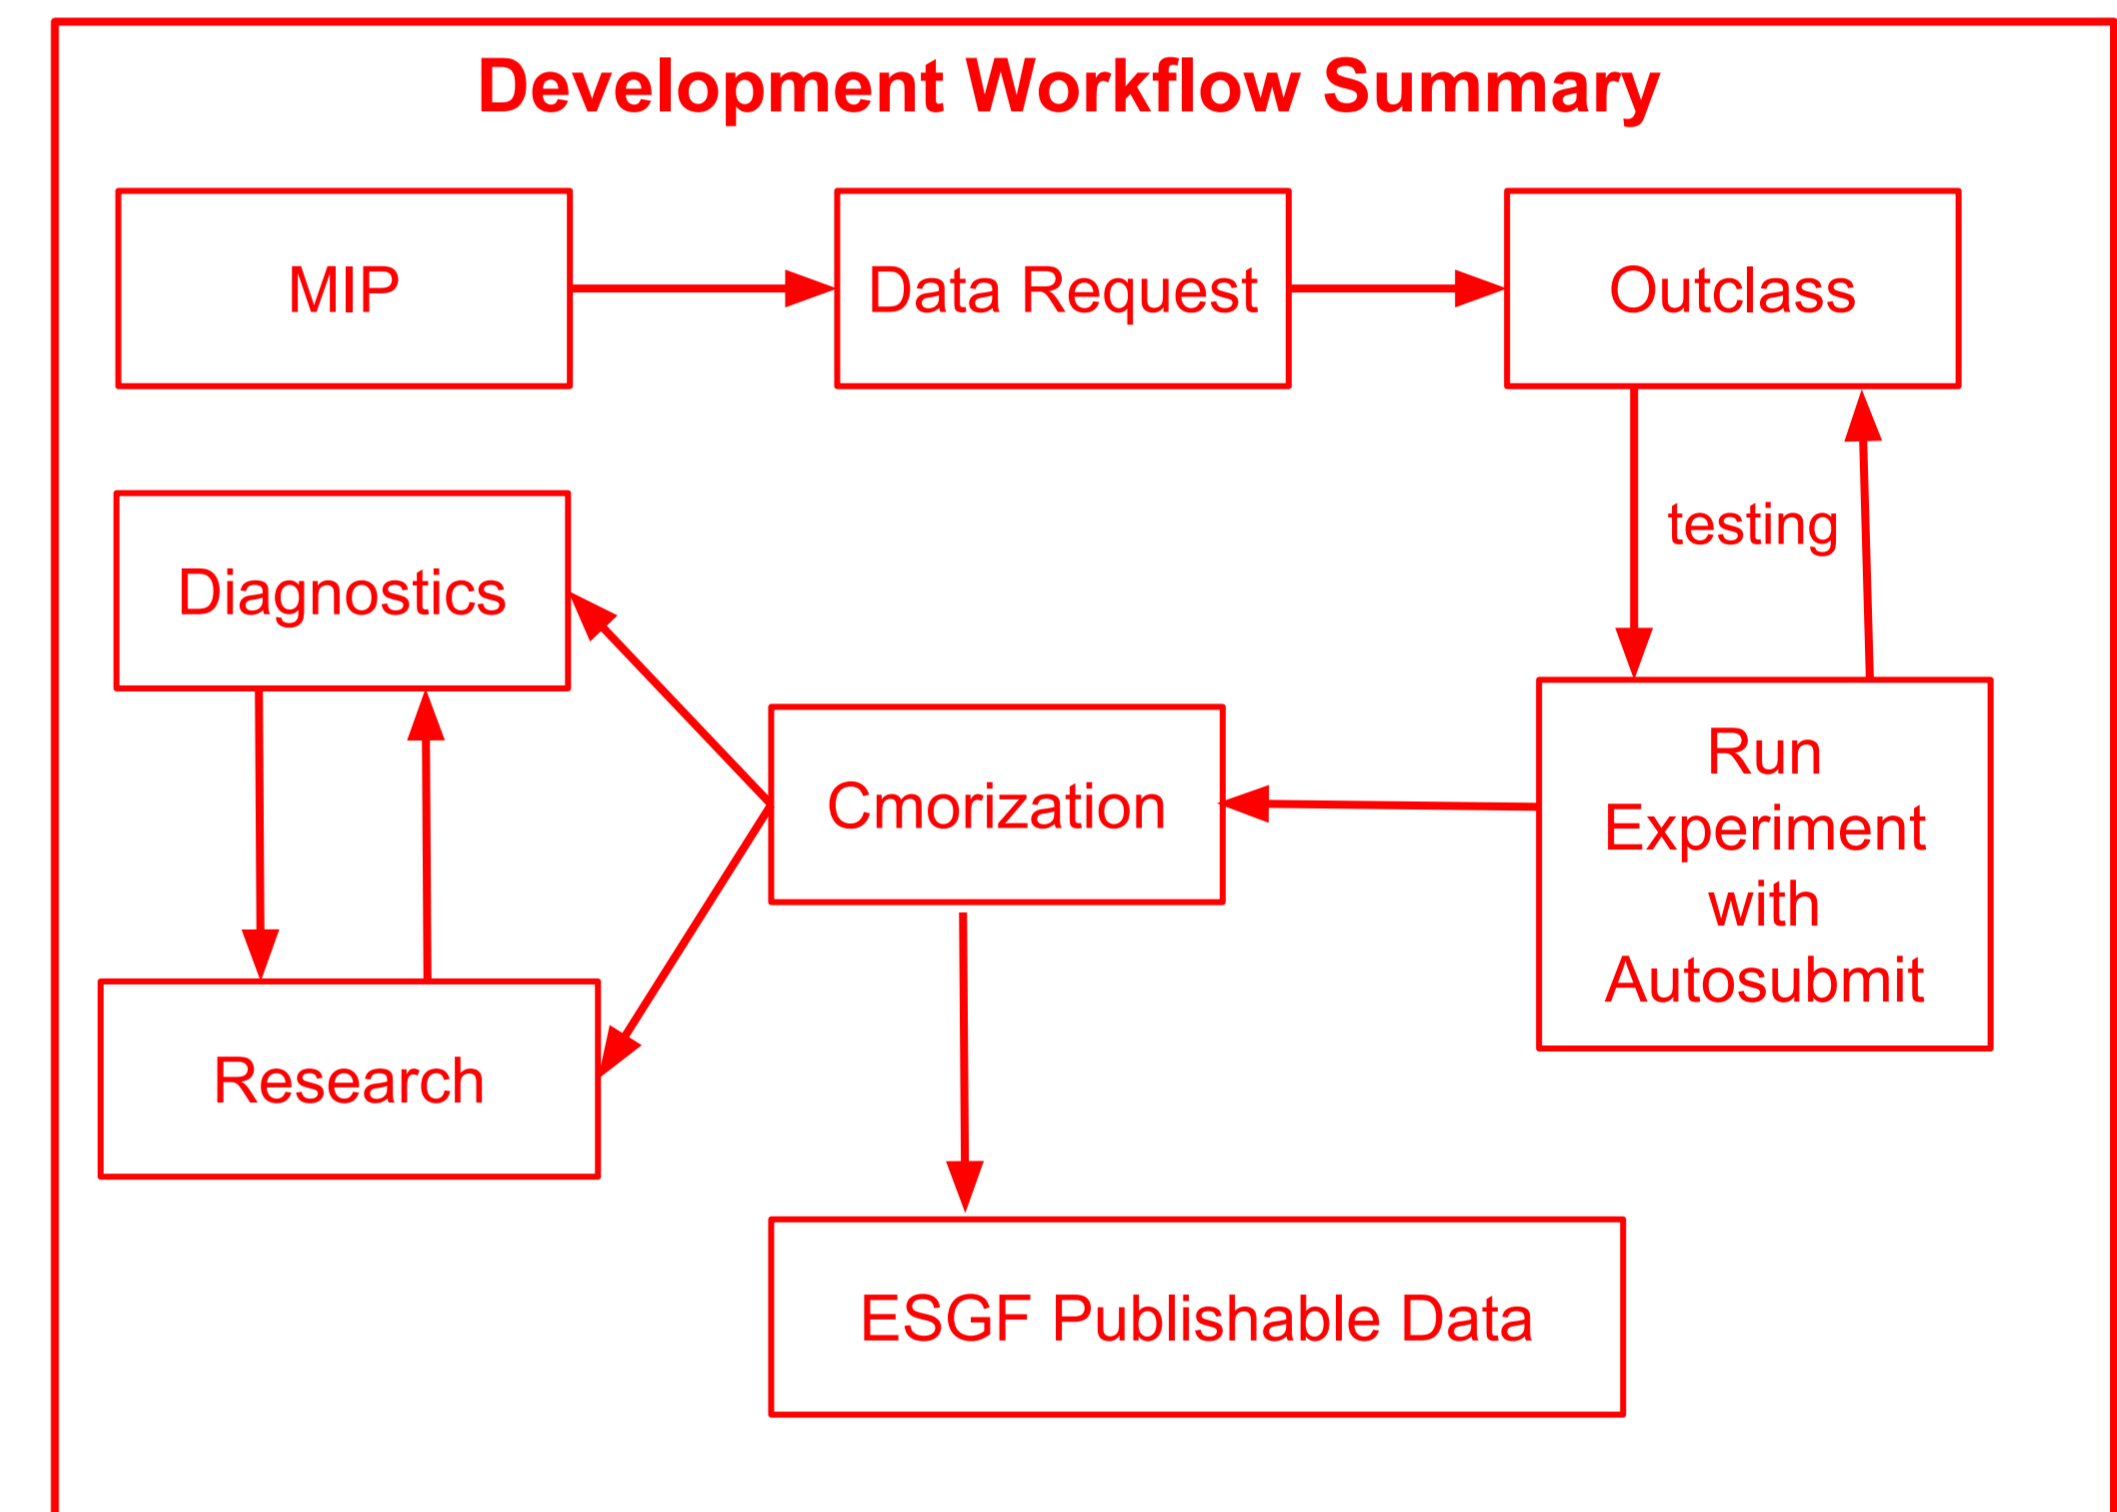 Development Workflow Summary
MIP
Data Request
Outclass
testing
Diagnostics
Cmorization
Run
Experiment
with
Autosubmit
Research
ESGF Publishable Data